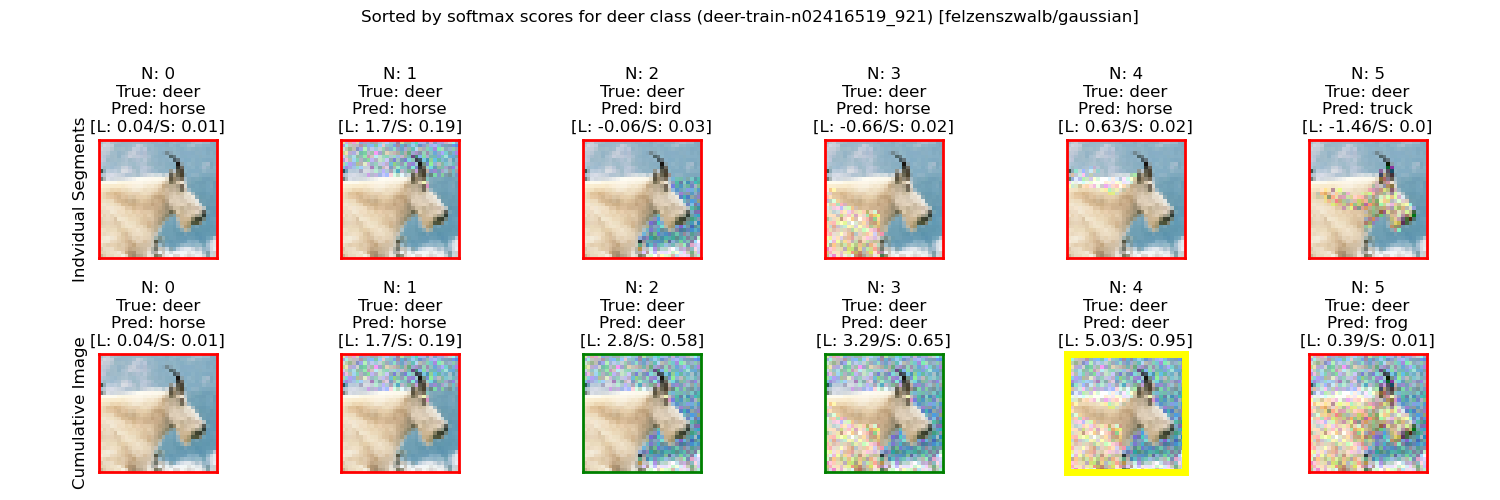 Sorted by softmax scores for deer class (deer-train-n02416519_921) [felzenszwalb/gaussian]
Indvidual Segments
N: 0
True: deer
Pred: horse
[L: 0.04/S: 0.01]
N: 1
True: deer
Pred: horse
[L: 1.7/S: 0.19]
N: 2
True: deer
Pred: bird
[L: -0.06/S: 0.03]
N: 3
True: deer
Pred: horse
[L: -0.66/S: 0.02]
N: 4
True: deer
Pred: horse
[L: 0.63/S: 0.02]
N: 5
True: deer
Pred: truck
[L: -1.46/S: 0.0]
Cumulative Image
N: 0
True: deer
Pred: horse
[L: 0.04/S: 0.01]
N: 1
True: deer
Pred: horse
[L: 1.7/S: 0.19]
N: 2
True: deer
Pred: deer
[L: 2.8/S: 0.58]
N: 3
True: deer
Pred: deer
[L: 3.29/S: 0.65]
N: 4
True: deer
Pred: deer
[L: 5.03/S: 0.95]
N: 5
True: deer
Pred: frog
[L: 0.39/S: 0.01]